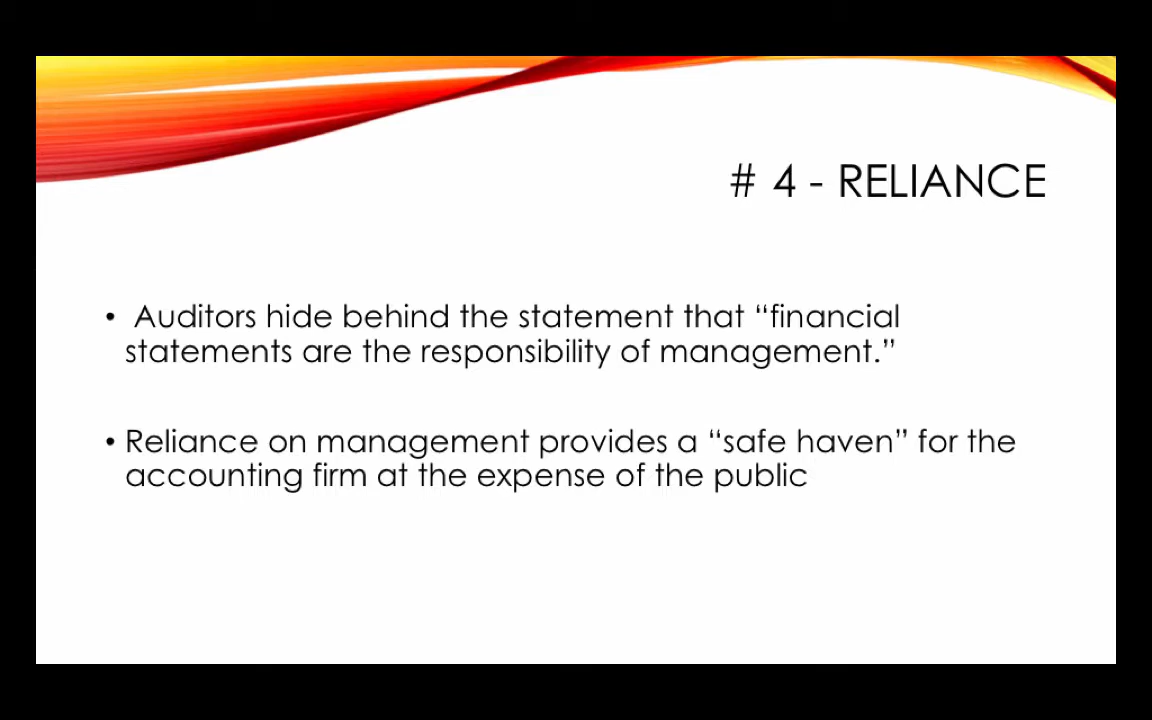 # 4 - RELIANCE
• Auditors hide behind the statement that “financial
statements are the responsibility of management.”
• Reliance on management provides a “safe haven” for the
accounting firm at the expense of the public